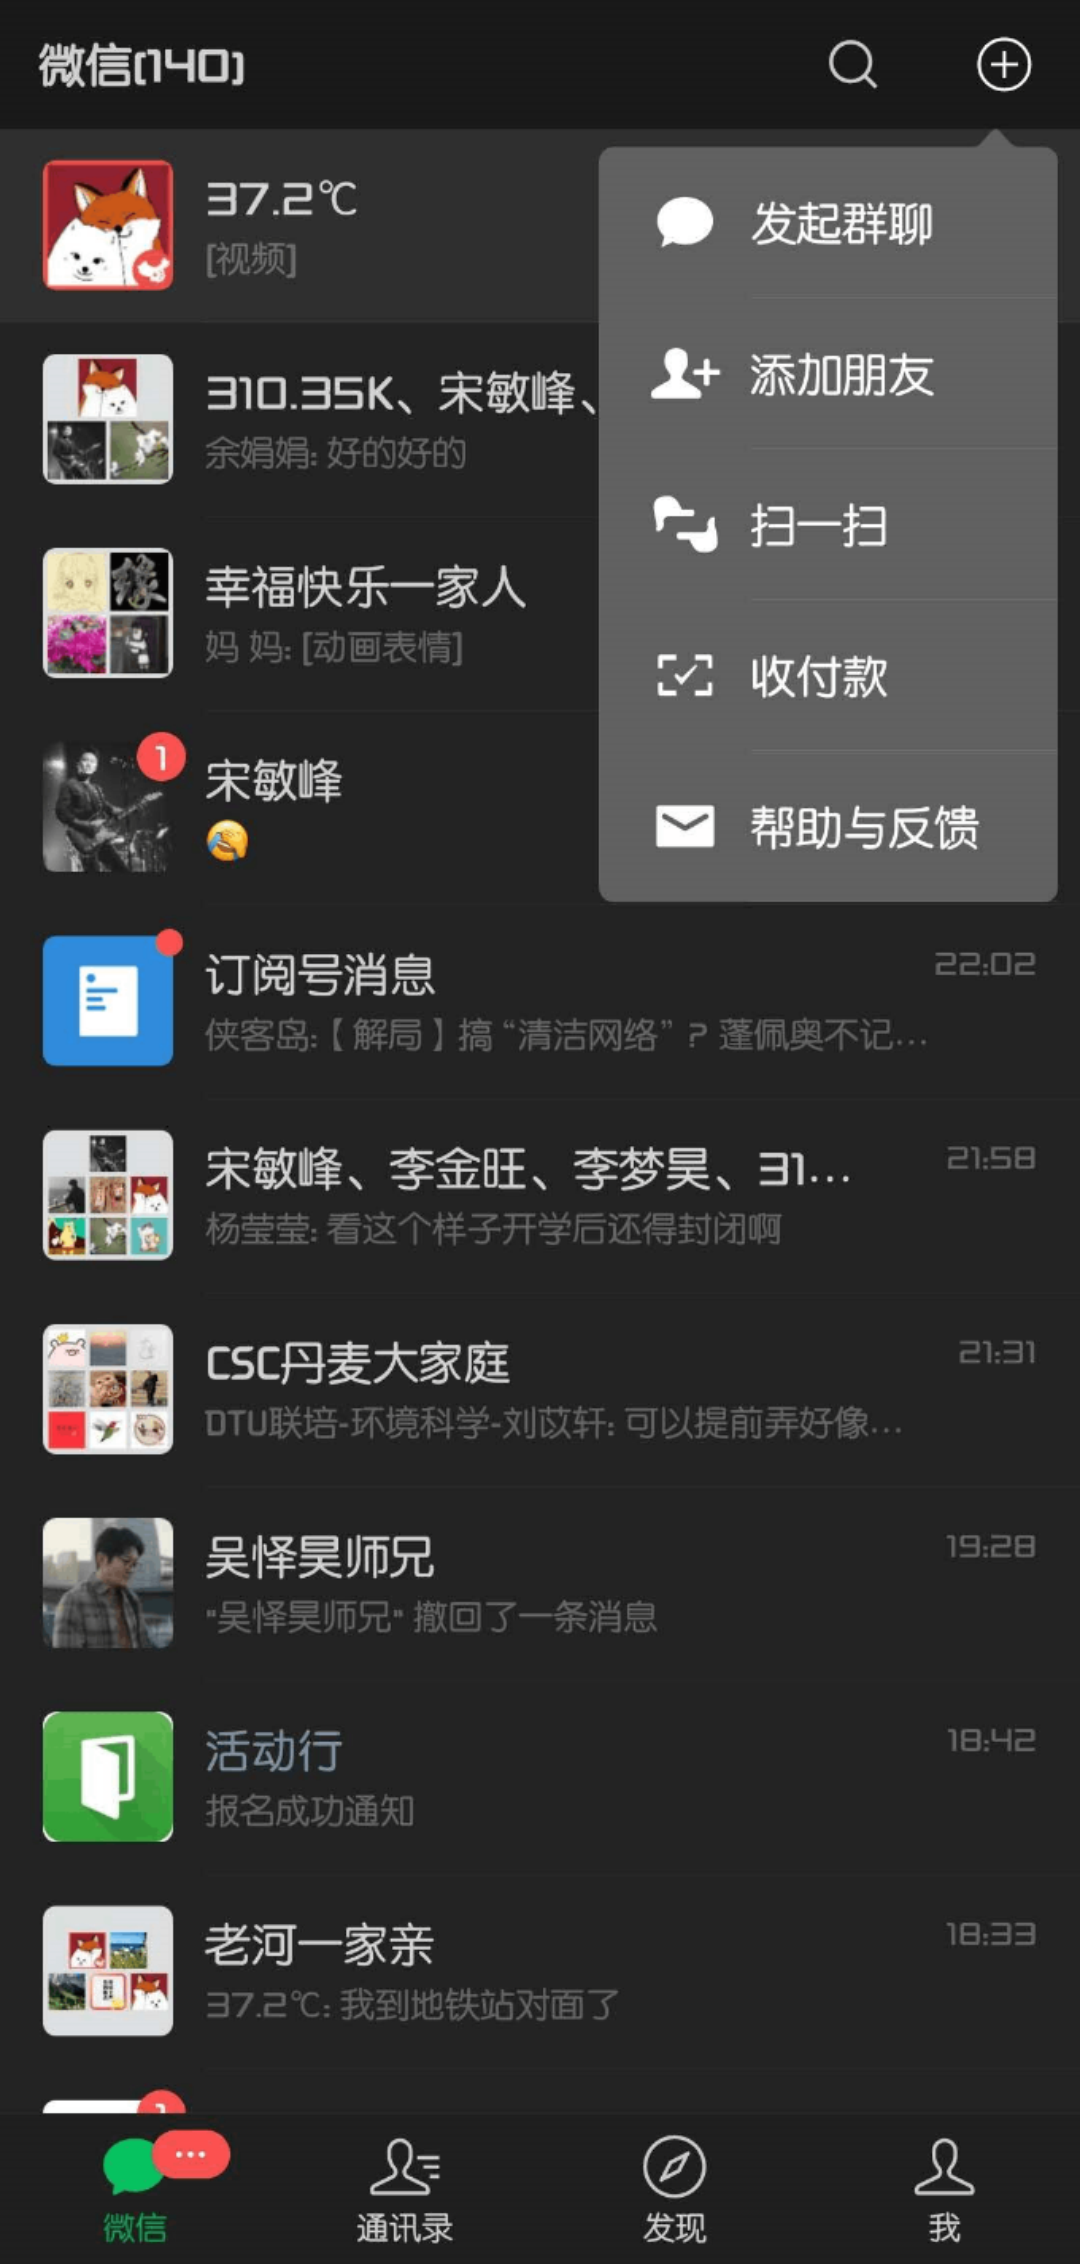 微信(140)
37.2℃
[视频]
发起群聊
添加朋友
扫一扫
收付款
帮助与反馈
310.35K、宋敏峰、
余娟娟: 好的好的
幸福快乐一家人
妈 妈: [动画表情]
1
宋敏峰
订阅号消息
22:02
侠客岛:【解局】搞“清洁网络”？蓬佩奥不记...
宋敏峰、李金旺、李梦昊、31...
21:58
杨莹莹: 看这个样子开学后还得封闭啊
CSC丹麦大家庭
21:31
DTU联培-环境科学-刘苡轩: 可以提前弄好像...
吴怿昊师兄
19:28
"吴怿昊师兄" 撤回了一条消息
活动行
18:42
报名成功通知
老河一家亲
18:33
37.2℃: 我到地铁站对面了
微信
通讯录
发现
我